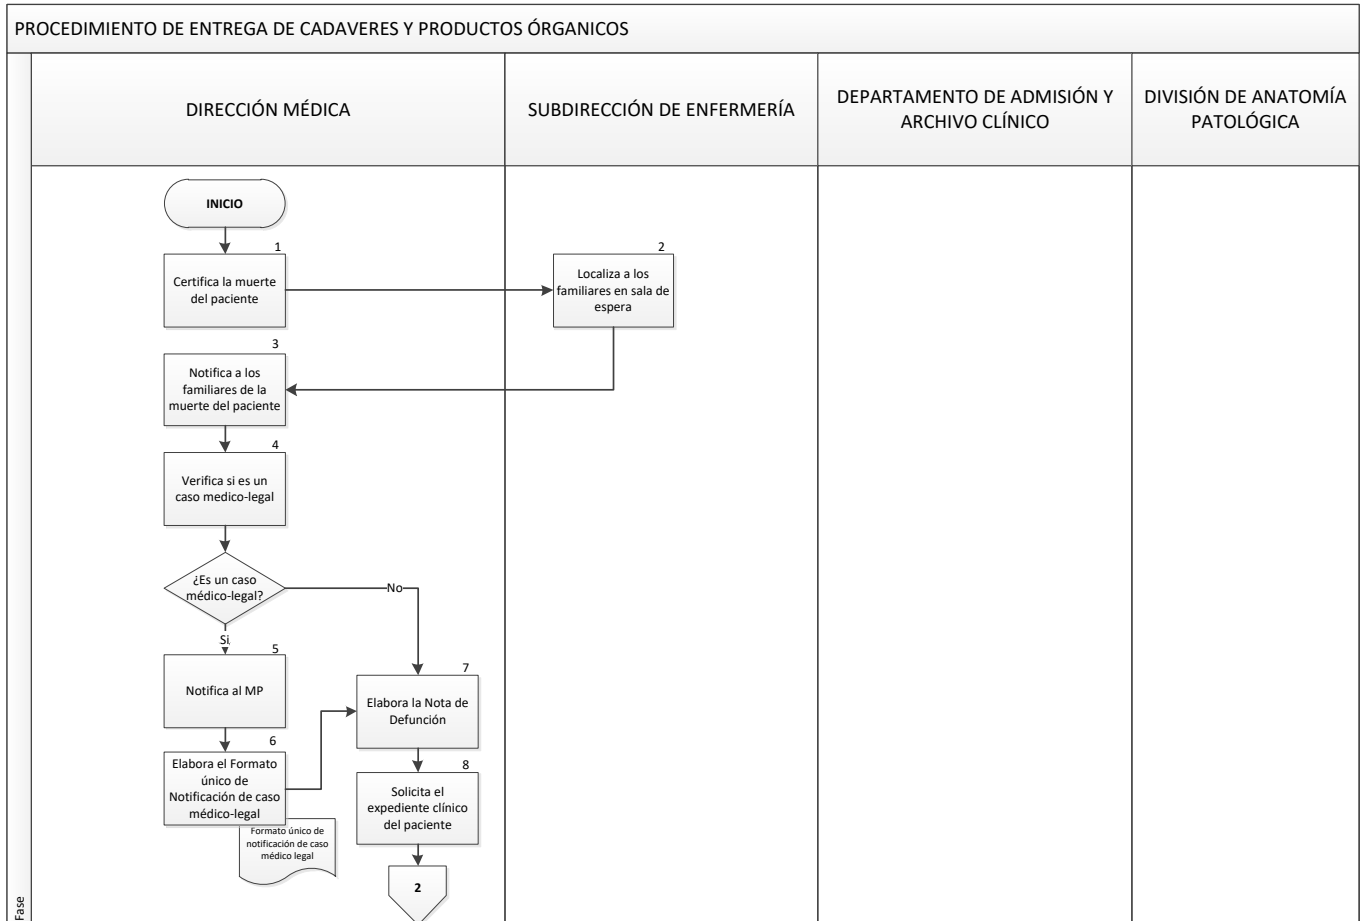 PROCEDIMIENTO DE ENTREGA DE CADAVERES Y PRODUCTOS ÓRGANICOS
DIRECCIÓN MÉDICA
SUBDIRECCIÓN DE ENFERMERÍA
DEPARTAMENTO DE ADMISIÓN Y
ARCHIVO CLÍNICO
DIVISIÓN DE ANATOMÍA
PATOLÓGICA
INICIO
1
Certifica la muerte
del paciente
2
Localiza a los
familiares en sala de
espera
3
Notifica a los
familiares de la
muerte del paciente
4
Verifica si es un
caso medico-legal
¿Es un caso
médico-legal?
No
Si
5
Notifica al MP
6
Elabora el Formato
único de
Notificación de caso
médico-legal
Formato único de
notificación de caso
médico legal
7
Elabora la Nota de
Defunción
8
Solicita el
expediente clínico
del paciente
2
Fase